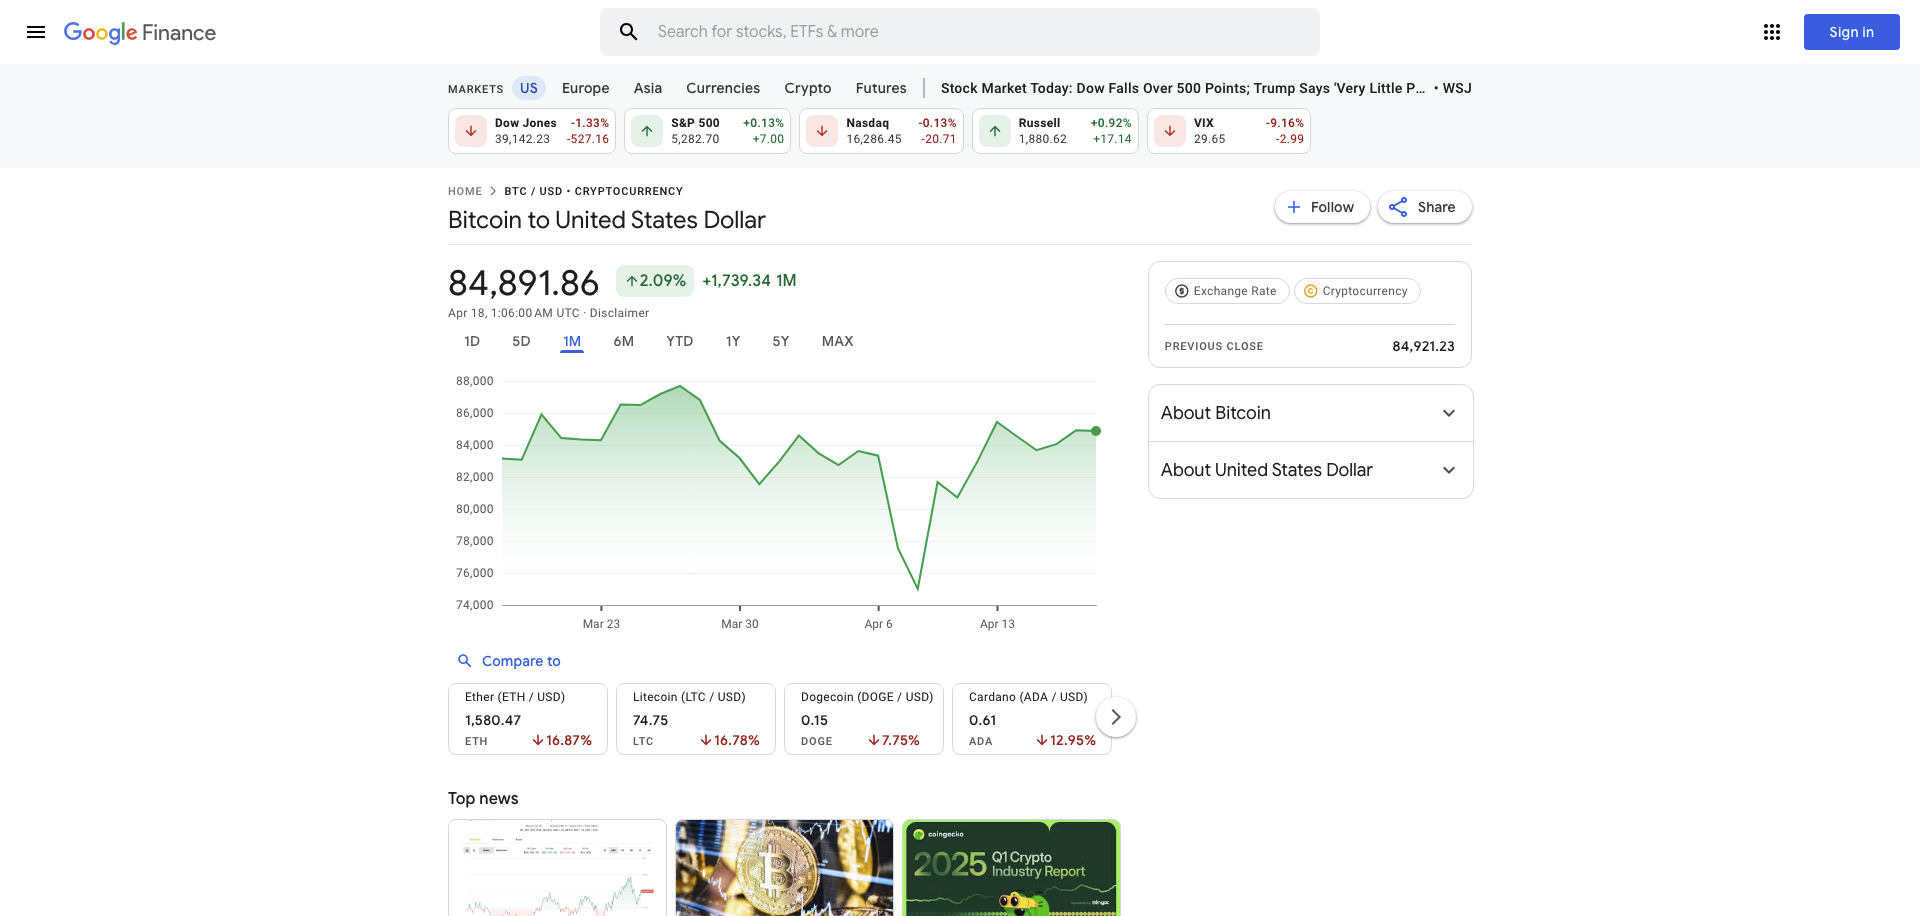 Google Finance
Search for stocks, ETFs & more
Sign in
MARKETS
US
Europe
Asia
Currencies
Crypto
Futures
Stock Market Today: Dow Falls Over 500 Points; Trump Says 'Very Little P… • WSJ
Dow Jones -1.33%
39,142.23 -527.16
S&P 500 +0.13%
5,282.70 +7.00
Nasdaq -0.13%
16,286.45 -20.71
Russell +0.92%
1,880.62 +17.14
VIX -9.16%
29.65 -2.99
HOME > BTC / USD • CRYPTOCURRENCY
Bitcoin to United States Dollar
Follow
Share
84,891.86 2.09% +1,739.34 1M
Apr 18, 1:06:00 AM UTC · Disclaimer
1D 5D 1M 6M YTD 1Y 5Y MAX
88,000
86,000
84,000
82,000
80,000
78,000
76,000
74,000
Mar 23 Mar 30 Apr 6 Apr 13
Exchange Rate
Cryptocurrency
PREVIOUS CLOSE 84,921.23
About Bitcoin
About United States Dollar
Compare to
Ether (ETH / USD)
1,580.47
ETH 16.87%
Litecoin (LTC / USD)
74.75
LTC 16.78%
Dogecoin (DOGE / USD)
0.15
DOGE 7.75%
Cardano (ADA / USD)
0.61
ADA 12.95%
Top news
coingecko
2025 Q1 Crypto
Industry Report